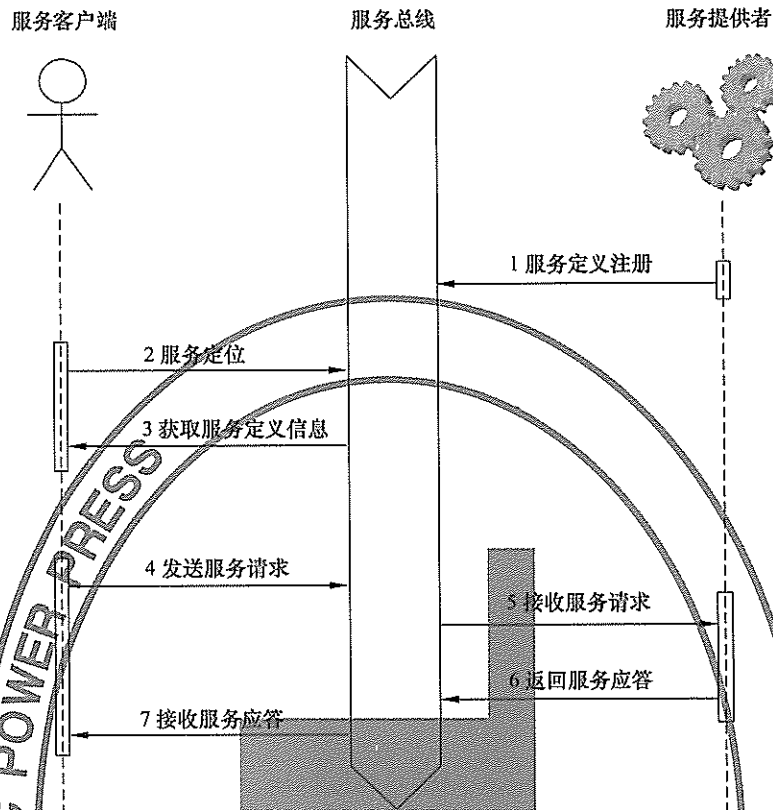 服务客户端
服务总线
服务提供者
1 服务定义注册
2 服务定位
3 获取服务定义信息
4 发送服务请求
5 接收服务请求
6 返回服务应答
7 接收服务应答
POWER PRESS